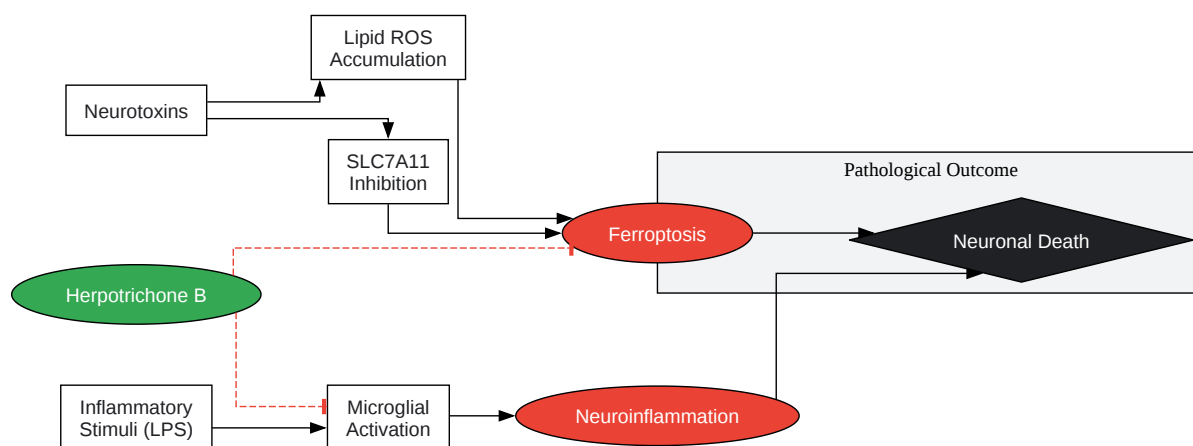 Lipid ROS
Accumulation
Neurotoxins
SLC7A11
Inhibition
Pathological Outcome
Ferroptosis
Neuronal Death
Herpotrichone B
Inflammatory
Stimuli (LPS)
Microglial
Activation
Neuroinflammation